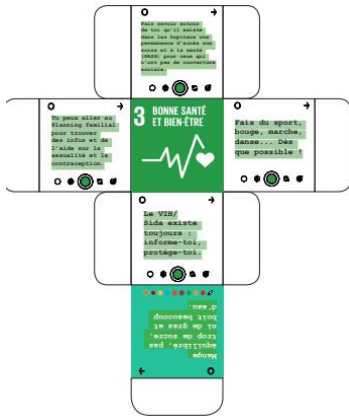 Fais savoir autour
de toi qu'il existe
dans les hopitaux une
permanence d'accès aux
soins et à la santé
(PASS) pour ceux qui
n'ont pas de couverture
sociale.
Tu peux aller au
Planning familial
pour trouver
des infos et de
l'aide sur la
sexualité et la
contraception.
3 BONNE SANTÉ
ET BIEN-ÊTRE
Fais du sport,
bouge, marche,
danse... Dès
que possible !
Le VIH/
Sida existe
toujours :
informe-toi,
protège-toi.
Mange
équilibré, pas
trop de sucre,
ni de gras et
boit beaucoup
d'eau.